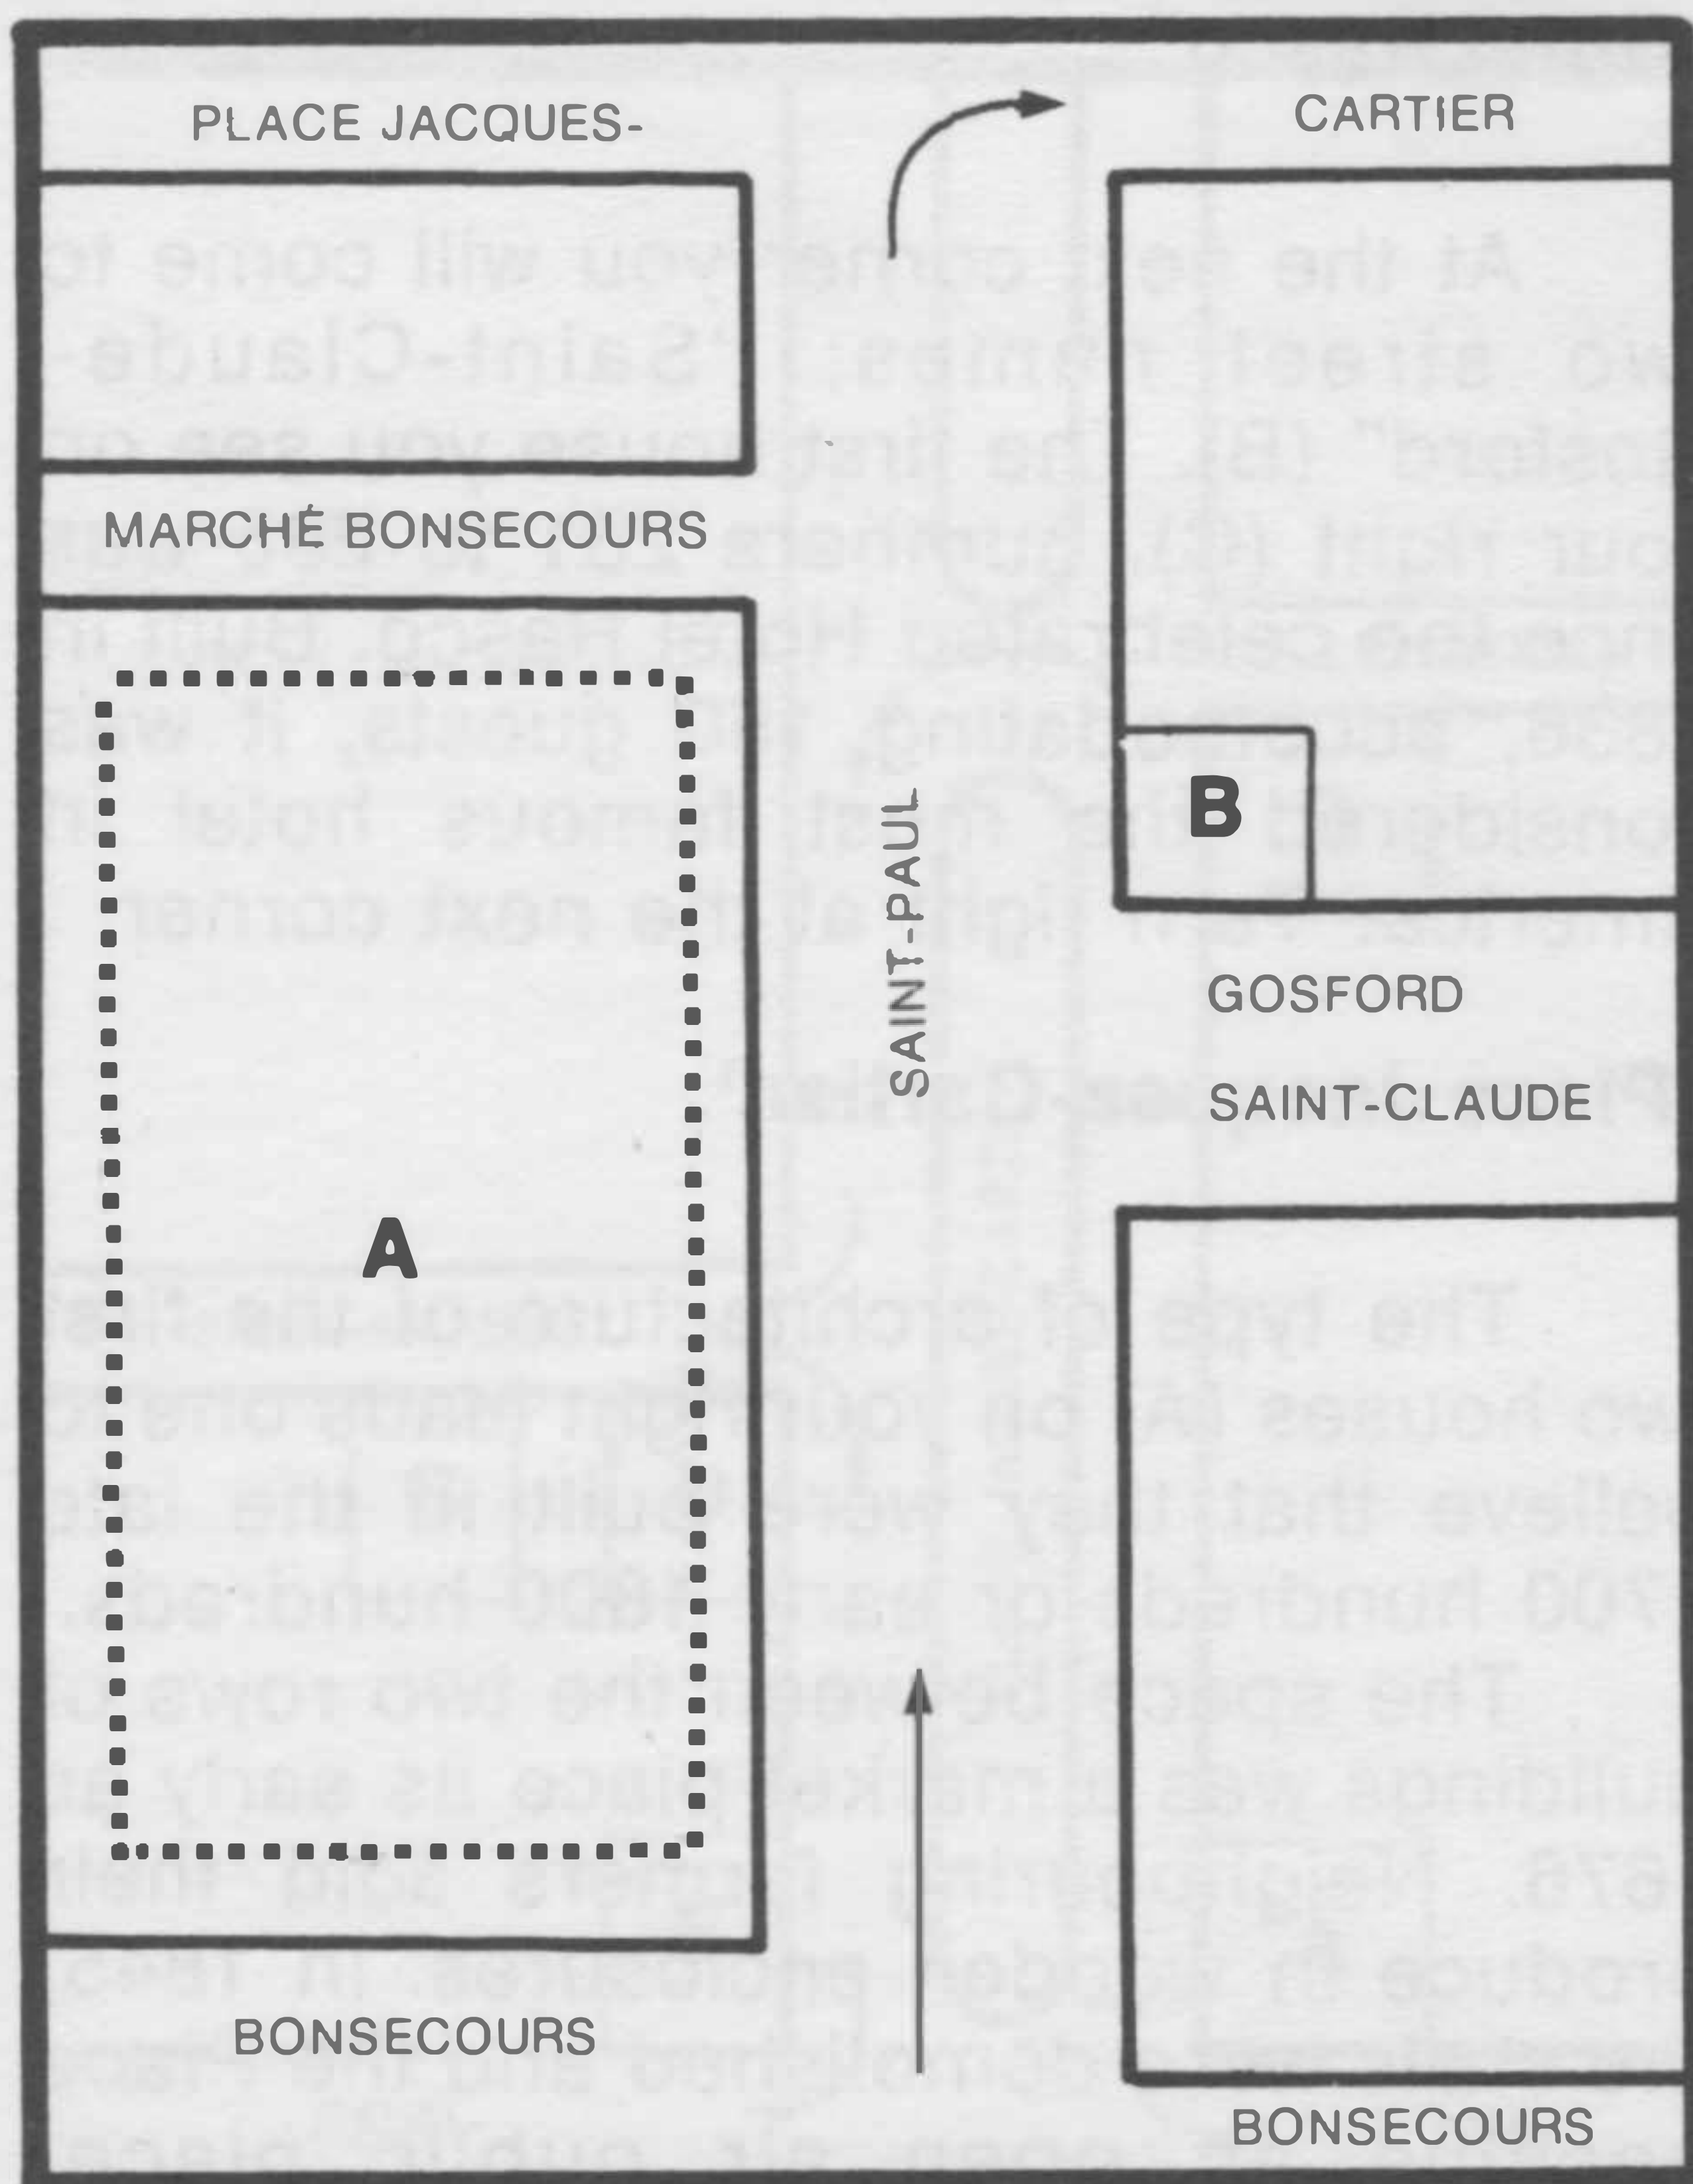 PLACE JACQUES-
CARTIER
MARCHÉ BONSECOURS
B
SAINT-PAUL
GOSFORD
SAINT-CLAUDE
A
BONSECOURS
BONSECOURS